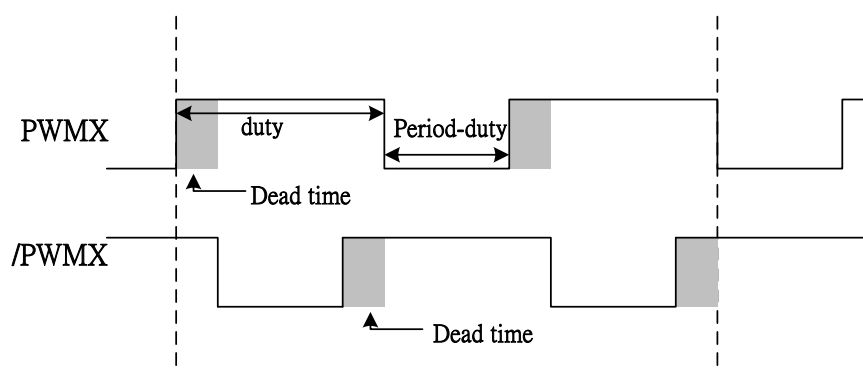 PWMX
duty
Period-duty
Dead time
/PWMX
Dead time